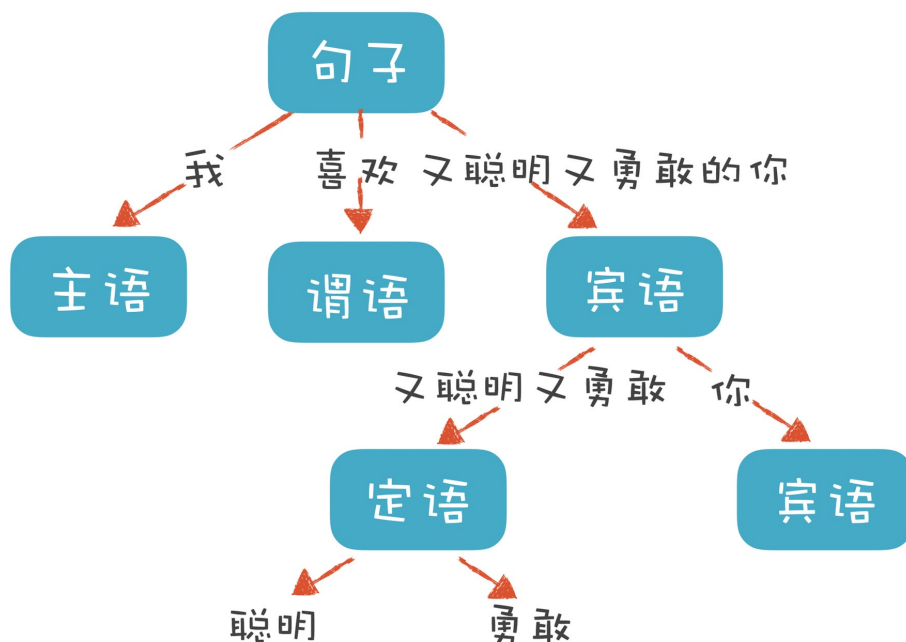 句子
我 喜欢 又聪明又勇敢的你
主语 谓语 宾语
又聪明又勇敢 你
定语 宾语
聪明 勇敢